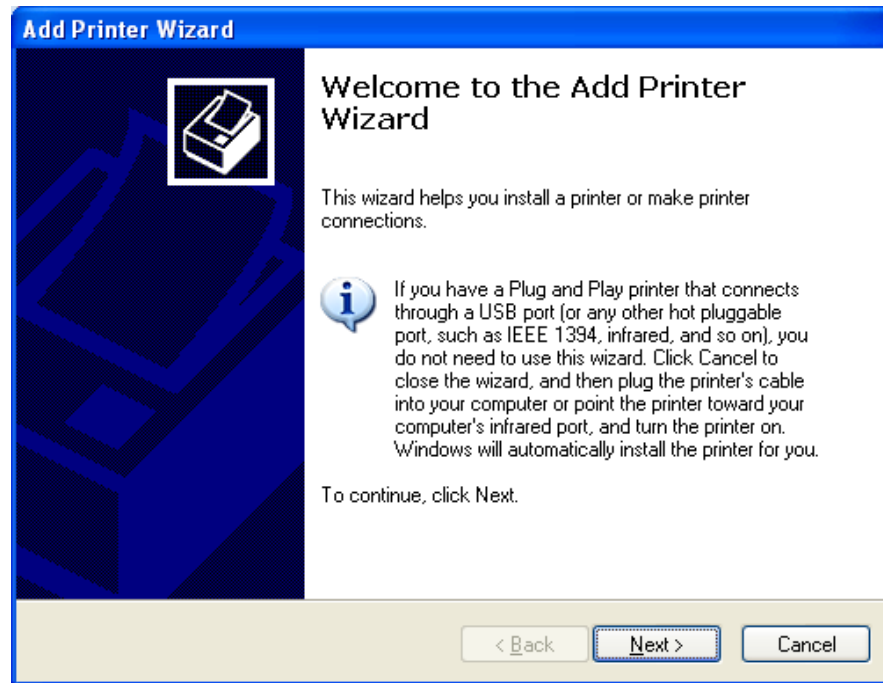 Add Printer Wizard
Welcome to the Add Printer
Wizard
This wizard helps you install a printer or make printer
connections.
If you have a Plug and Play printer that connects
through a USB port (or any other hot pluggable
port, such as IEEE 1394, infrared, and so on), you
do not need to use this wizard. Click Cancel to
close the wizard, and then plug the printer's cable
into your computer or point the printer toward your
computer's infrared port, and turn the printer on.
Windows will automatically install the printer for you.
To continue, click Next.
< Back
Next >
Cancel